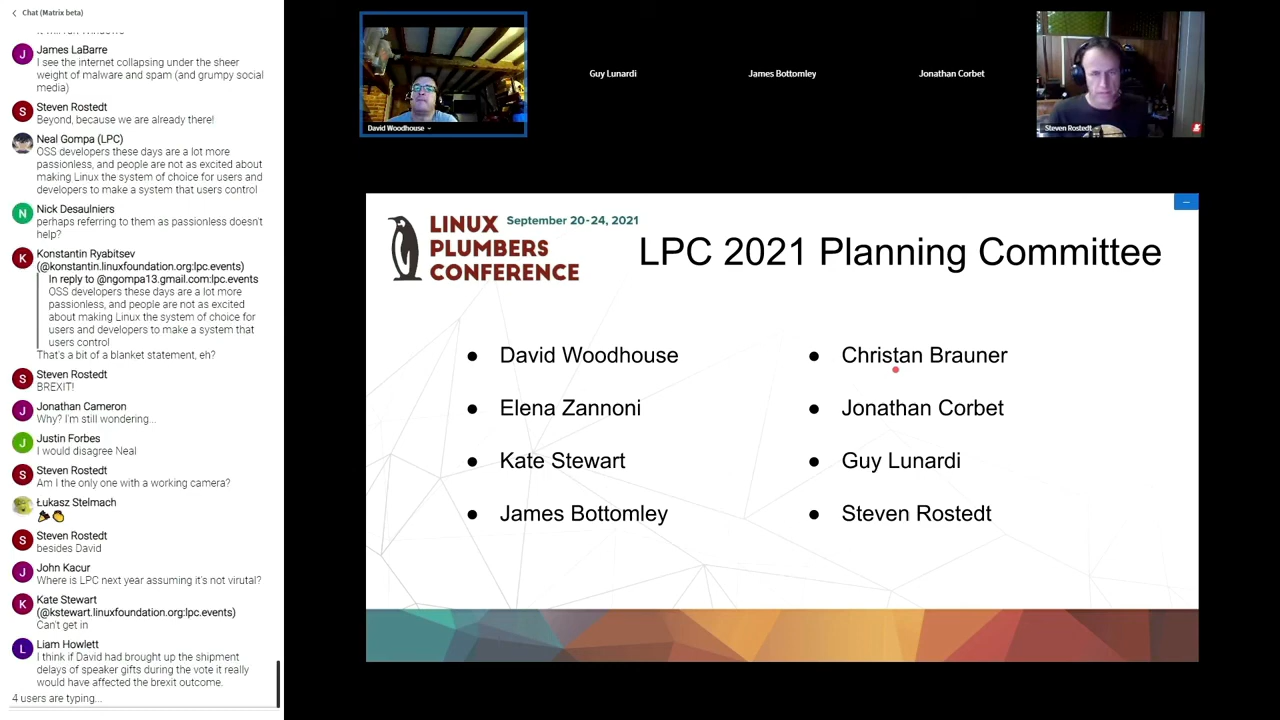 Chat (Matrix beta)
James LaBarre
I see the internet collapsing under the sheer
weight of malware and spam (and grumpy social
media)
Steven Rostedt
Beyond, because we are already there!
Neal Gompa (LPC)
OSS developers these days are a lot more
passionless, and people are not as excited about
making Linux the system of choice for users and
developers to make a system that users control
N
Nick Desaulniers
perhaps referring to them as passionless doesn't
help?
Konstantin Ryabitsev
(@konstantin.linuxfoundation.org:lpc.events)
In reply to @ngompa13.gmail.com:lpc.events
OSS developers these days are a lot more
passionless, and people are not as excited
about making Linux the system of choice for
users and developers to make a system that
users control
That's a bit of a blanket statement, eh?
Steven Rostedt
BREXIT!
Jonathan Cameron
Why? I'm still wondering...
Justin Forbes
I would disagree Neal
Steven Rostedt
Am I the only one with a working camera?
Łukasz Stelmach
Steven Rostedt
besides David
John Kacur
Where is LPC next year assuming it's not virutal?
Kate Stewart
(@kstewart.linuxfoundation.org:lpc.events)
Can't get in
Liam Howlett
I think if David had brought up the shipment
delays of speaker gifts during the vote it really
would have affected the brexit outcome.
4 users are typing...
David Woodhouse
Guy Lunardi
James Bottomley
Jonathan Corbet
Steven Rostedt
LINUX
PLUMBERS
CONFERENCE
September 20-24, 2021
LPC 2021 Planning Committee
David Woodhouse
Elena Zannoni
Kate Stewart
James Bottomley
Christan Brauner
Jonathan Corbet
Guy Lunardi
Steven Rostedt